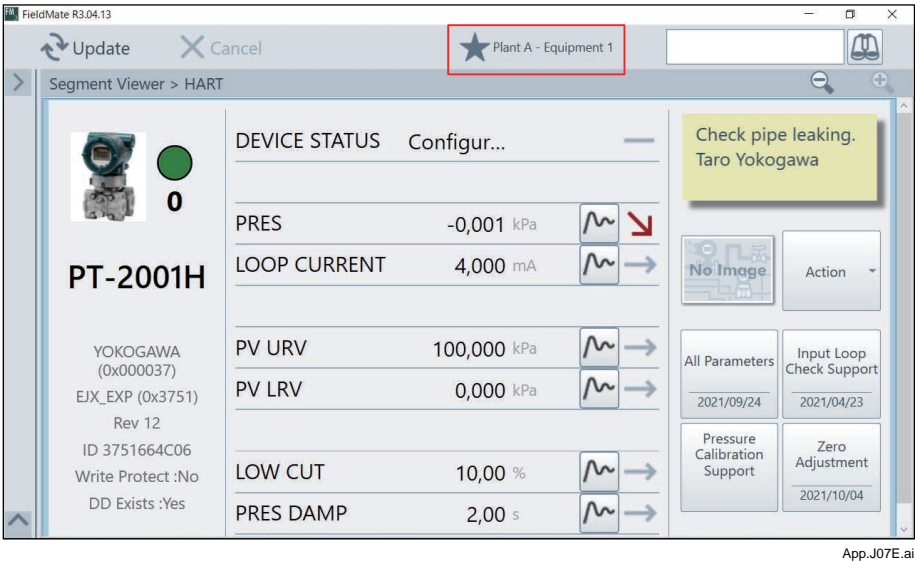 FieldMate R3.04.13
Update
Cancel
Plant A - Equipment 1
Segment Viewer > HART
0
PT-2001H
YOKOGAWA
(0x000037)
EJX_EXP (0x3751)
Rev 12
ID 3751664C06
Write Protect :No
DD Exists :Yes
DEVICE STATUS Configur...
PRES -0,001 kPa
LOOP CURRENT 4,000 mA
PV URV 100,000 kPa
PV LRV 0,000 kPa
LOW CUT 10,00 %
PRES DAMP 2,00 s
Check pipe leaking.
Taro Yokogawa
No Image
Action
All Parameters
2021/09/24
Input Loop
Check Support
2021/04/23
Pressure
Calibration
Support
Zero
Adjustment
2021/10/04
App.J07E.ai